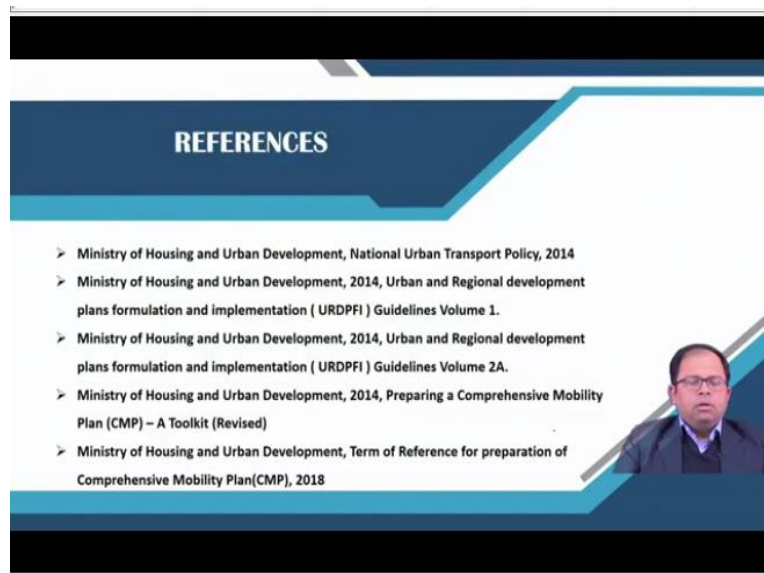 REFERENCES
➢ Ministry of Housing and Urban Development, National Urban Transport Policy, 2014
➢ Ministry of Housing and Urban Development, 2014, Urban and Regional development
plans formulation and implementation ( URDPFI ) Guidelines Volume 1.
➢ Ministry of Housing and Urban Development, 2014, Urban and Regional development
plans formulation and implementation ( URDPFI ) Guidelines Volume 2A.
➢ Ministry of Housing and Urban Development, 2014, Preparing a Comprehensive Mobility
Plan (CMP) – A Toolkit (Revised)
➢ Ministry of Housing and Urban Development, Term of Reference for preparation of
Comprehensive Mobility Plan(CMP), 2018